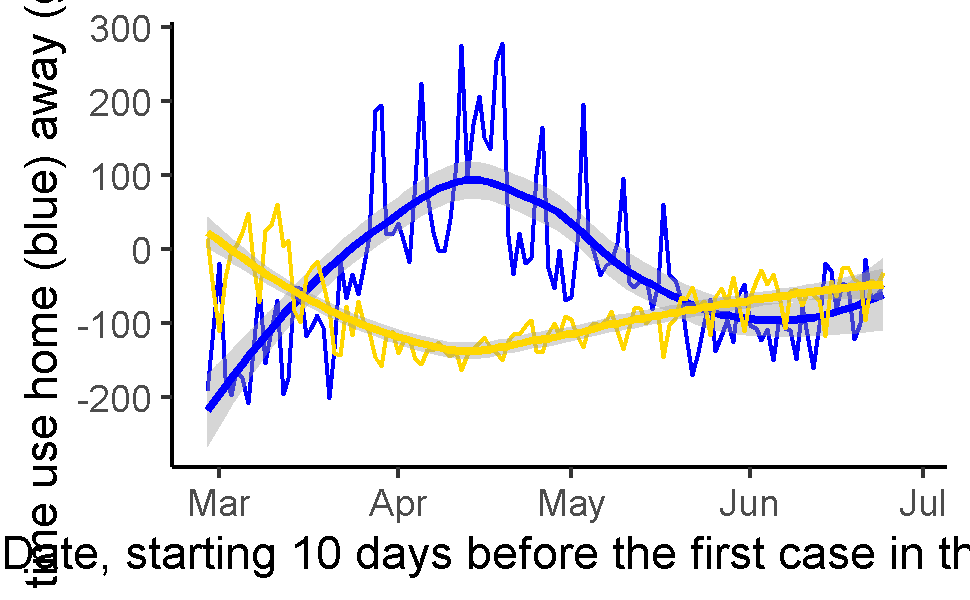 time use home (blue) away (
300
200
100
0
-100
-200
Mar Apr May Jun Jul
Date, starting 10 days before the first case in th